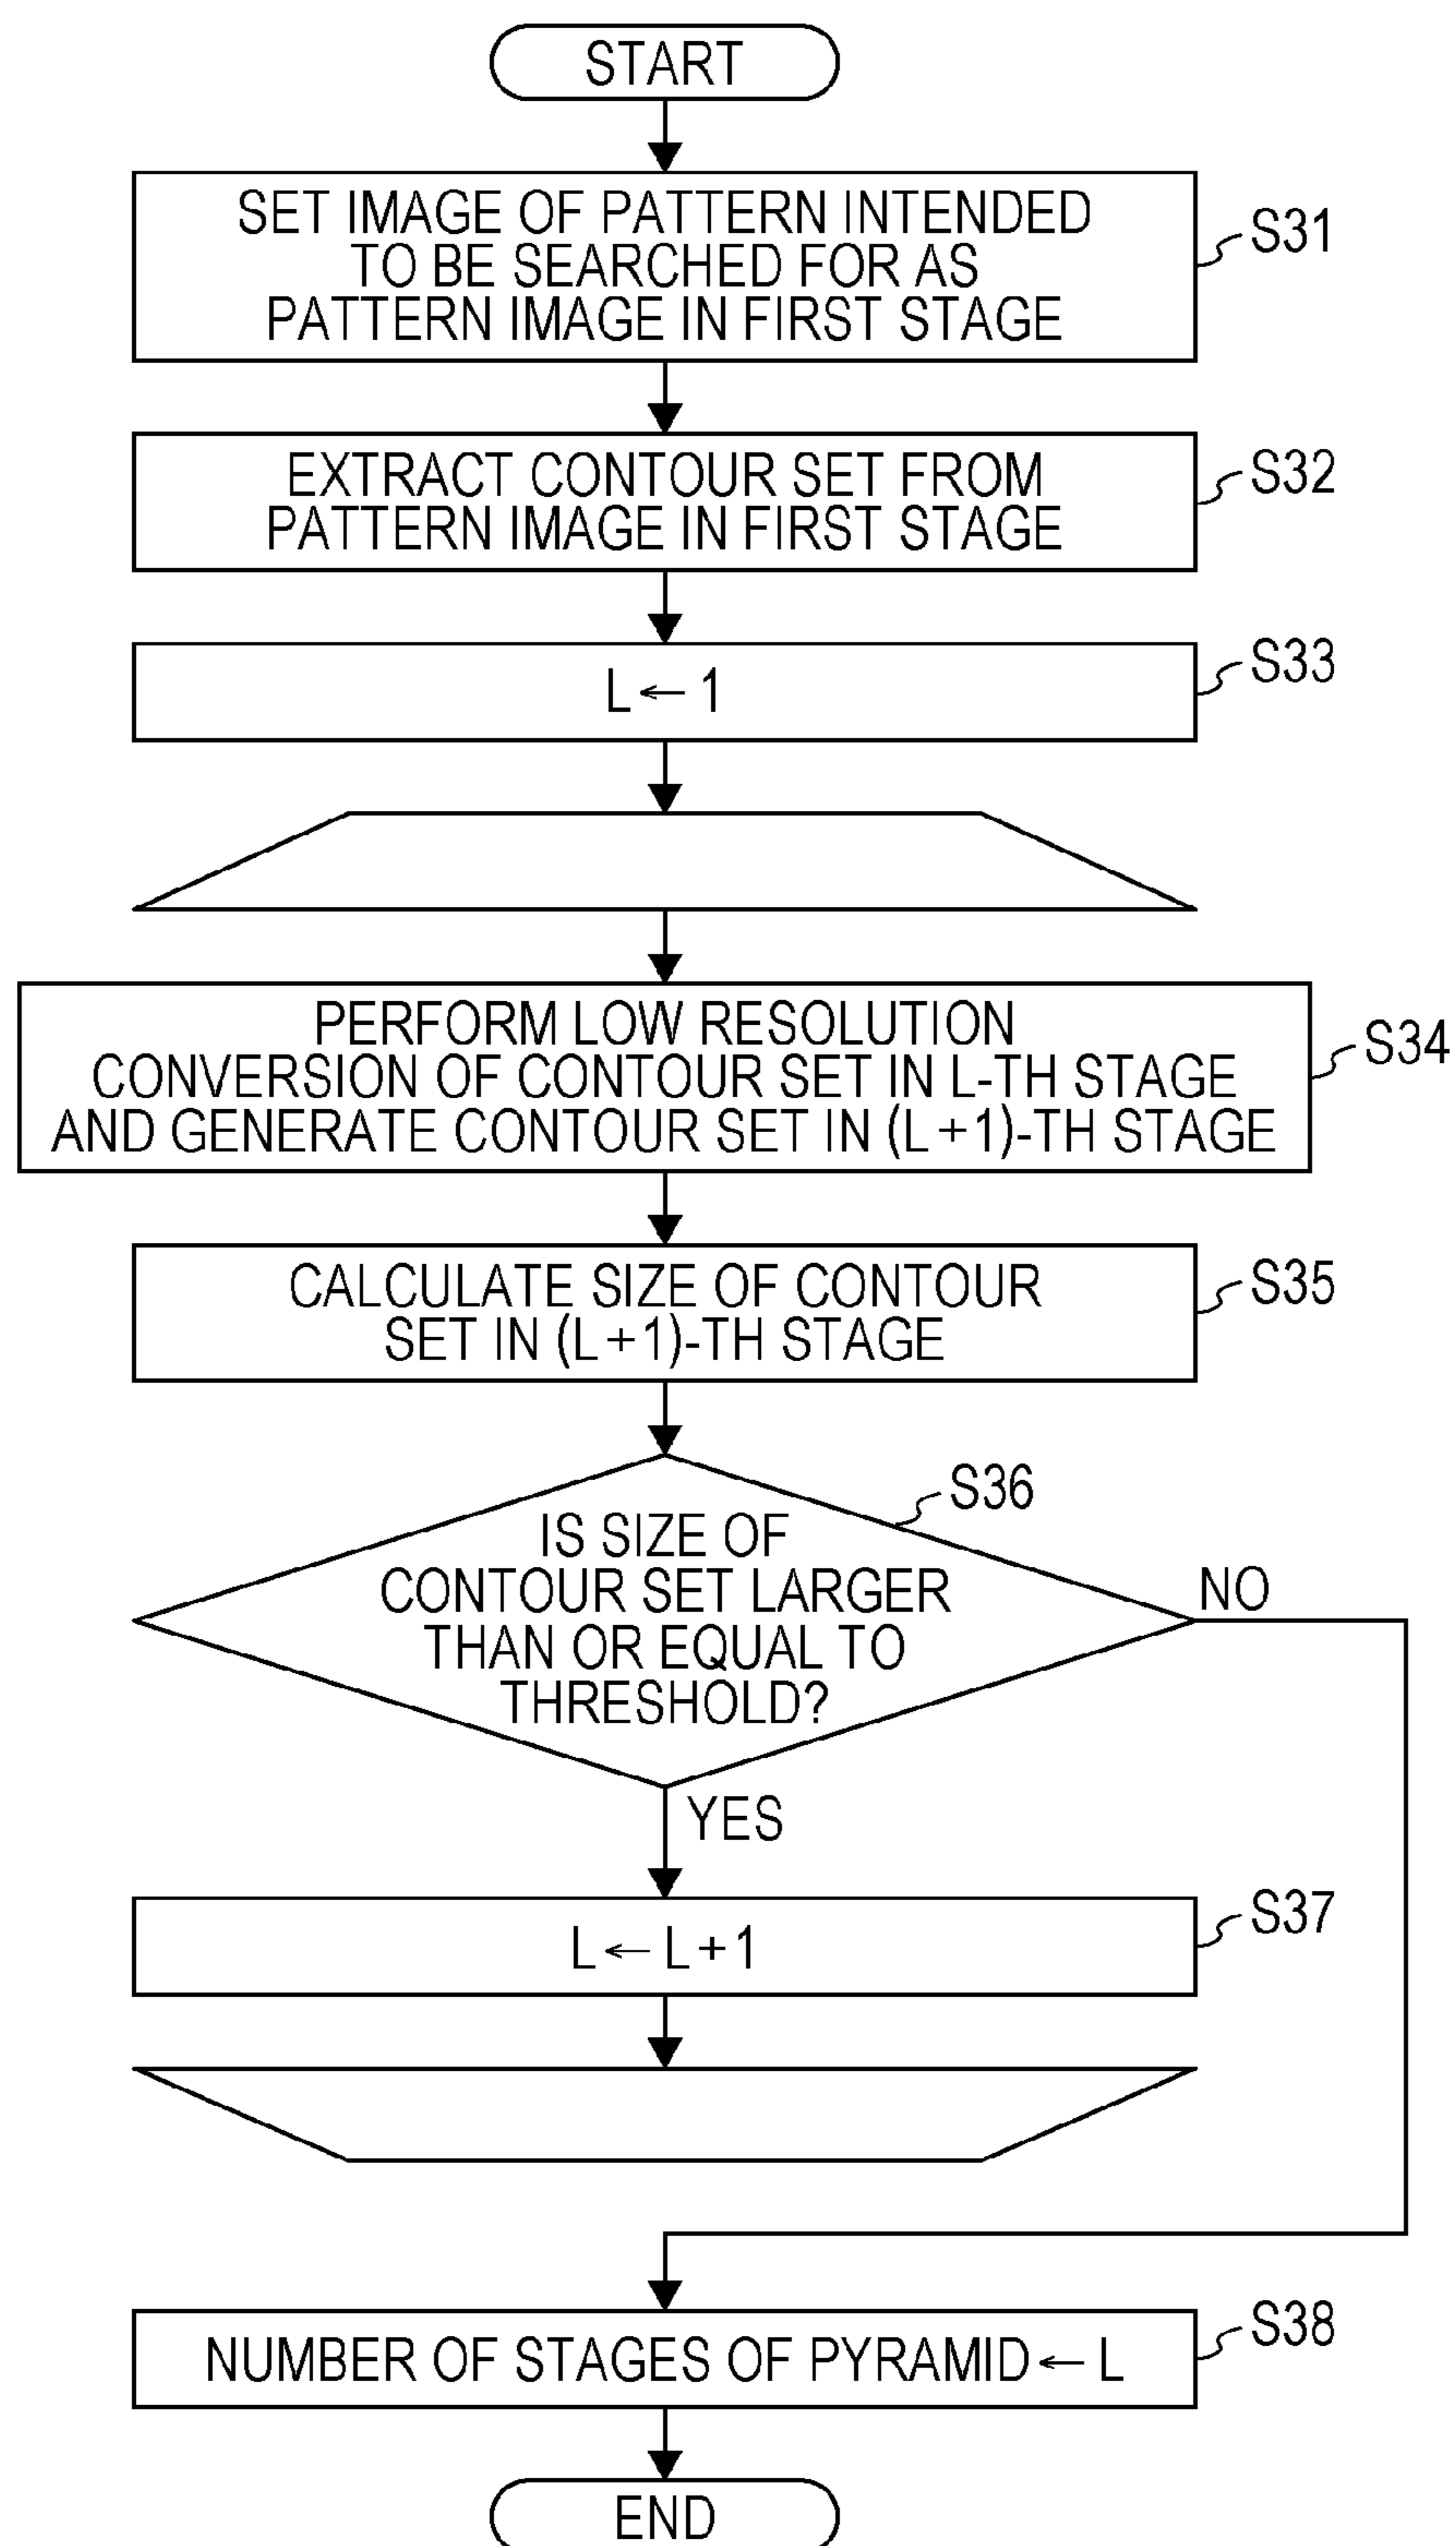 START
SET IMAGE OF PATTERN INTENDED
TO BE SEARCHED FOR AS
PATTERN IMAGE IN FIRST STAGE
S31
EXTRACT CONTOUR SET FROM
PATTERN IMAGE IN FIRST STAGE
S32
L ← 1
S33
PERFORM LOW RESOLUTION
CONVERSION OF CONTOUR SET IN L-TH STAGE
AND GENERATE CONTOUR SET IN (L+1)-TH STAGE
S34
CALCULATE SIZE OF CONTOUR
SET IN (L+1)-TH STAGE
S35
S36
IS SIZE OF
CONTOUR SET LARGER
THAN OR EQUAL TO
THRESHOLD?
NO
YES
L ← L+1
S37
NUMBER OF STAGES OF PYRAMID ← L
S38
END